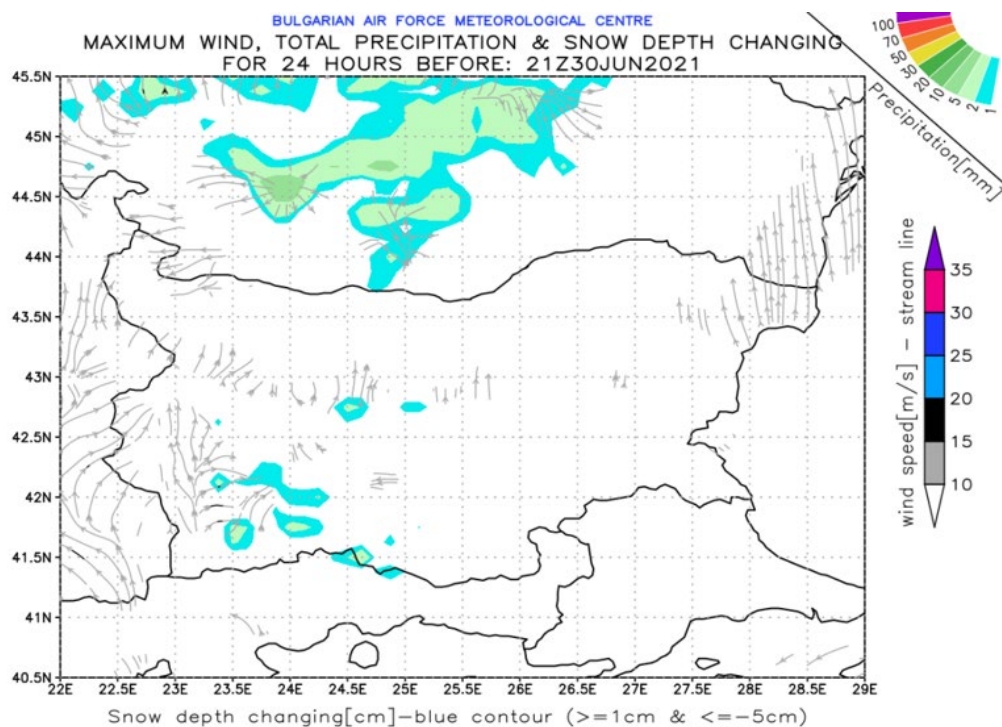 BULGARIAN AIR FORCE METEOROLOGICAL CENTRE
MAXIMUM WIND, TOTAL PRECIPITATION & SNOW DEPTH CHANGING
FOR 24 HOURS BEFORE: 21Z30JUN2021
100
70
50
30
20
10
5
2
1
Precipitation[mm]
45.5N
45N
44.5N
44N
43.5N
43N
42.5N
42N
41.5N
41N
40.5N
22E 22.5E 23E 23.5E 24E 24.5E 25E 25.5E 26E 26.5E 27E 27.5E 28E 28.5E 29E
wind speed[m/s] - stream line
35
30
25
20
15
10
Snow depth changing[cm]-blue contour (>=1cm & <=-5cm)